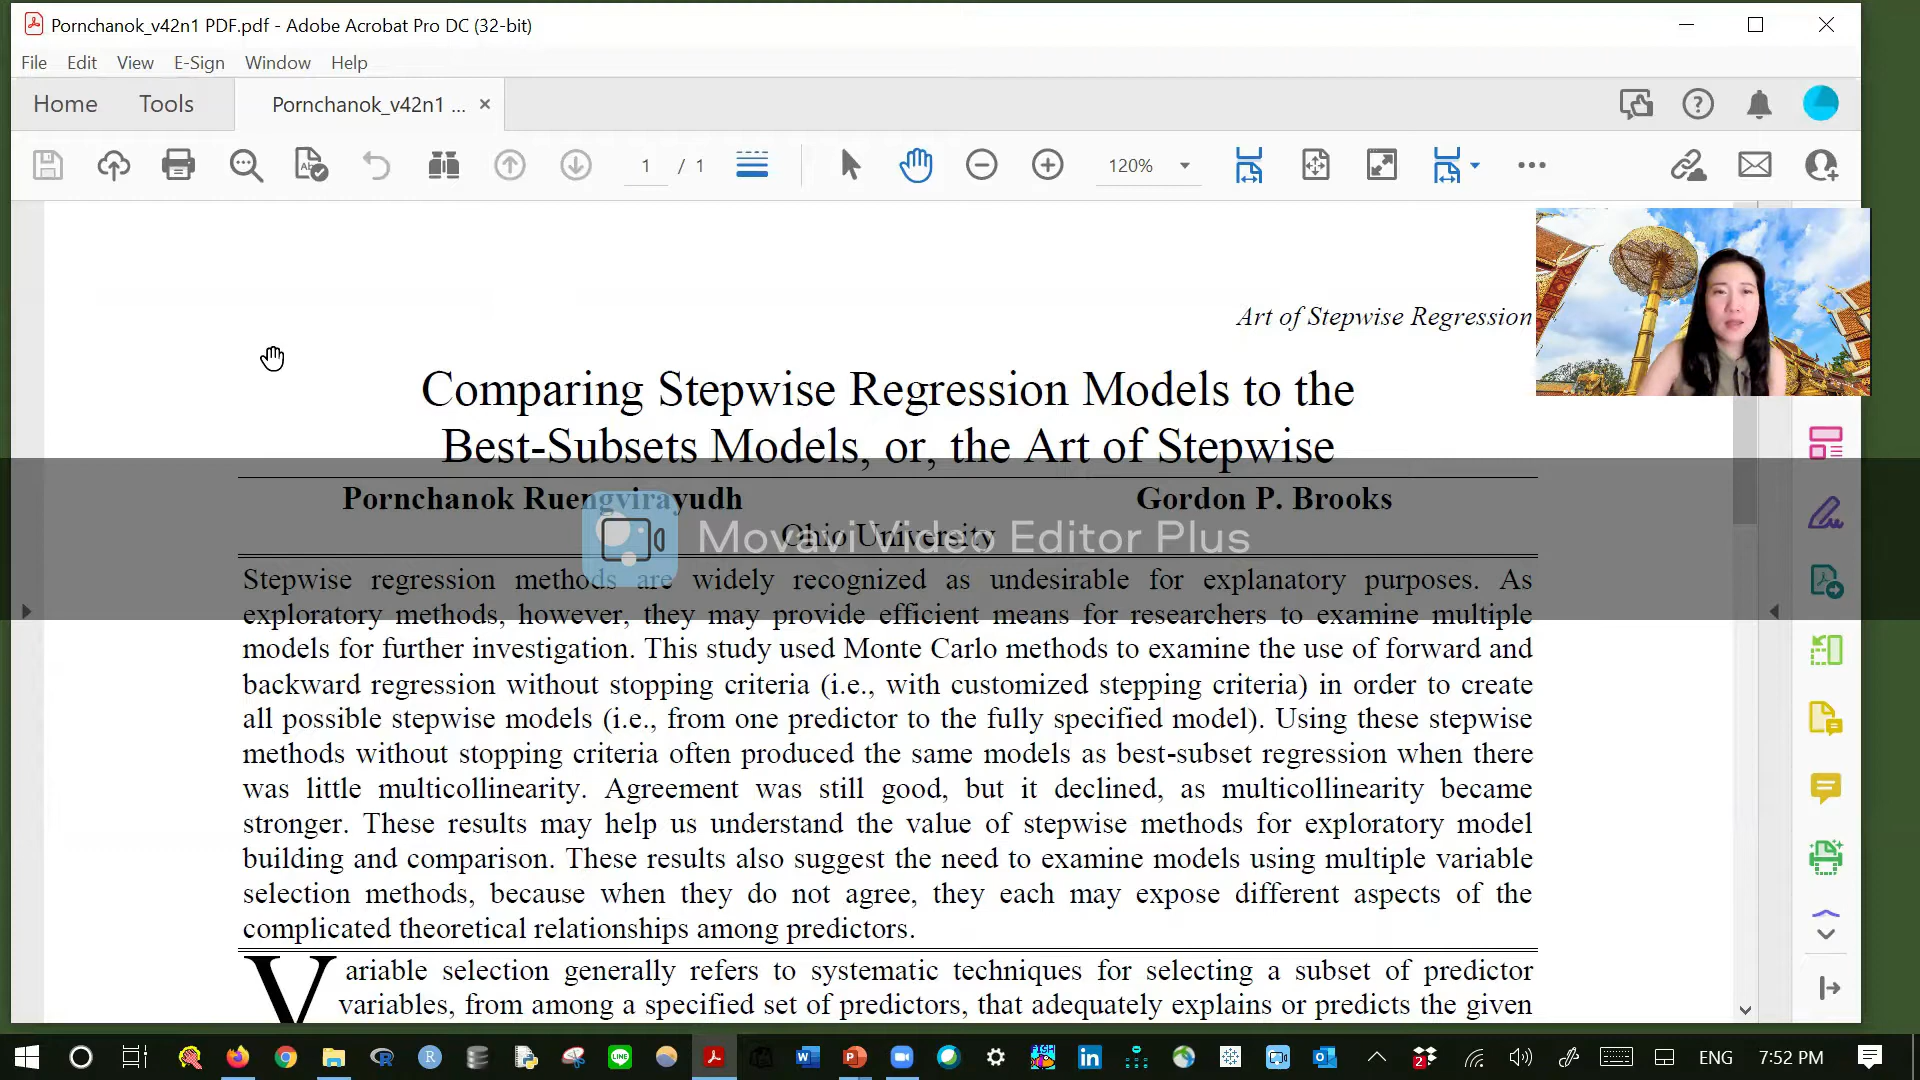 Pornchanok_v42n1 PDF.pdf - Adobe Acrobat Pro DC (32-bit)
File Edit View E-Sign Window Help
Home Tools Pornchanok_v42n1 ...
1 / 1 120%
Art of Stepwise Regression
Comparing Stepwise Regression Models to the
Best-Subsets Models, or, the Art of Stepwise
Pornchanok Ruengvirayudh Gordon P. Brooks
Ohio University
Movavi Video Editor Plus
Stepwise regression methods are widely recognized as undesirable for explanatory purposes. As
exploratory methods, however, they may provide efficient means for researchers to examine multiple
models for further investigation. This study used Monte Carlo methods to examine the use of forward and
backward regression without stopping criteria (i.e., with customized stepping criteria) in order to create
all possible stepwise models (i.e., from one predictor to the fully specified model). Using these stepwise
methods without stopping criteria often produced the same models as best-subset regression when there
was little multicollinearity. Agreement was still good, but it declined, as multicollinearity became
stronger. These results may help us understand the value of stepwise methods for exploratory model
building and comparison. These results also suggest the need to examine models using multiple variable
selection methods, because when they do not agree, they each may expose different aspects of the
complicated theoretical relationships among predictors.
Variable selection generally refers to systematic techniques for selecting a subset of predictor
variables, from among a specified set of predictors, that adequately explains or predicts the given
ENG 7:52 PM